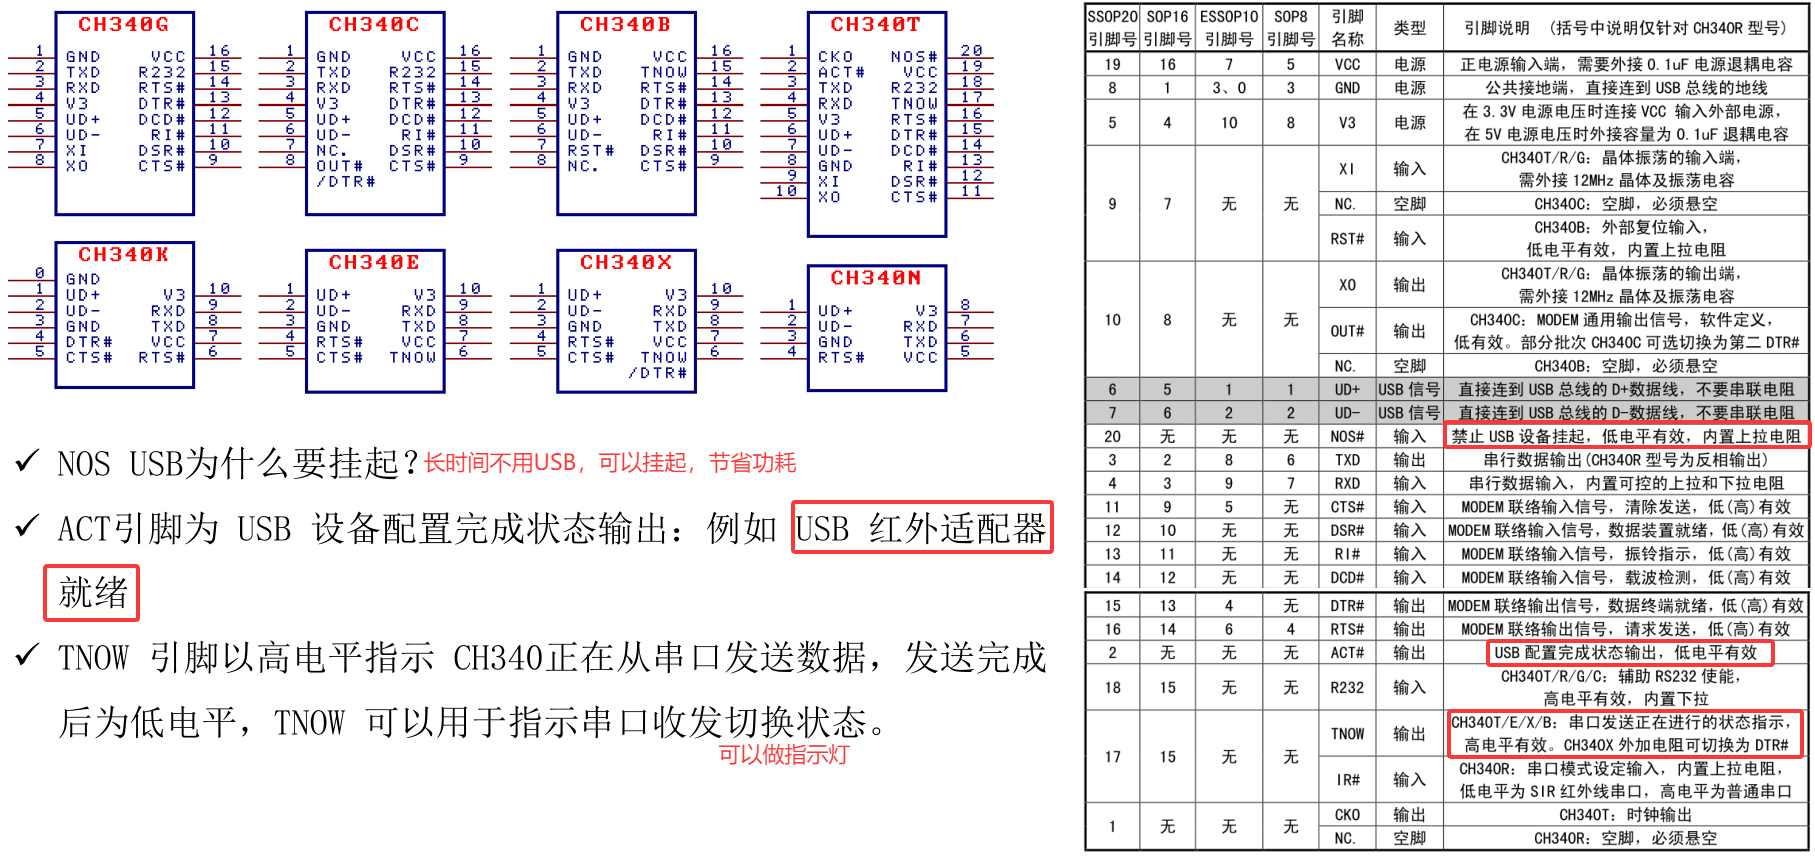 CH340G
1 GND VCC 16
2 TXD R232 15
3 RXD RTS# 14
4 V3 DTR# 13
5 UD+ DCD# 12
6 UD- RI# 11
7 XI DSR# 10
8 XO CTS# 9
CH340C
1 GND VCC 16
2 TXD R232 15
3 RXD RTS# 14
4 V3 DTR# 13
5 UD+ DCD# 12
6 UD- RI# 11
7 NC. DSR# 10
8 OUT# CTS# 9
/DTR#
CH340B
1 GND VCC 16
2 TXD TNOW 15
3 RXD RTS# 14
4 V3 DTR# 13
5 UD+ DCD# 12
6 UD- RI# 11
7 RST# DSR# 10
8 NC. CTS# 9
CH340T
1 CKO NOS# 20
2 ACT# VCC 19
3 TXD R232 18
4 RXD TNOW 17
5 V3 RTS# 16
6 UD+ DTR# 15
7 UD- DCD# 14
8 GND RI# 13
9 XI DSR# 12
10 XO CTS# 11
CH340K
0 GND
1 UD+ V3 10
2 UD- RXD 9
3 GND TXD 8
4 DTR# VCC 7
5 CTS# RTS# 6
CH340E
1 UD+ V3 10
2 UD- RXD 9
3 GND TXD 8
4 RTS# VCC 7
5 CTS# TNOW 6
CH340X
1 UD+ V3 10
2 UD- RXD 9
3 GND TXD 8
4 RTS# VCC 7
5 CTS# TNOW 6
/DTR#
CH340N
1 UD+ V3 8
2 UD- RXD 7
3 GND TXD 6
4 RTS# VCC 5
✓ NOS USB为什么要挂起？长时间不用USB，可以挂起，节省功耗
✓ ACT引脚为 USB 设备配置完成状态输出：例如 USB 红外适配器
就绪
✓ TNOW 引脚以高电平指示 CH340正在从串口发送数据，发送完成
后为低电平，TNOW 可以用于指示串口收发切换状态。
可以做指示灯
SSOP20 SOP16 ESSOP10 SOP8 引脚 类型 引脚说明 （括号中说明仅针对 CH340R 型号）
引脚号 引脚号 引脚号 引脚号 名称
19 16 7 5 VCC 电源 正电源输入端，需要外接 0.1uF 电源退耦电容
8 1 3、0 3 GND 电源 公共接地端，直接连到 USB 总线的地线
5 4 10 8 V3 电源 在 3.3V 电源电压时连接 VCC 输入外部电源，
在 5V 电源电压时外接容量为 0.1uF 退耦电容
9 7 无 无 XI 输入 CH340T/R/G：晶体振荡的输入端，
需外接 12MHz 晶体及振荡电容
NC. 空脚 CH340C：空脚，必须悬空
RST# 输入 CH340B：外部复位输入，
低电平有效，内置上拉电阻
10 8 无 无 XO 输出 CH340T/R/G：晶体振荡的输出端，
需外接 12MHz 晶体及振荡电容
OUT# 输出 CH340C：MODEM 通用输出信号，软件定义，
低有效。部分批次 CH340C 可选切换为第二 DTR#
NC. 空脚 CH340B：空脚，必须悬空
6 5 1 1 UD+ USB 信号 直接连到 USB 总线的 D+数据线，不要串联电阻
7 6 2 2 UD- USB 信号 直接连到 USB 总线的 D-数据线，不要串联电阻
20 无 无 无 NOS# 输入 禁止 USB 设备挂起，低电平有效，内置上拉电阻
3 2 8 6 TXD 输出 串行数据输出(CH340R 型号为反相输出)
4 3 9 7 RXD 输入 串行数据输入，内置可控的上拉和下拉电阻
11 9 5 无 CTS# 输入 MODEM 联络输入信号，清除发送，低(高)有效
12 10 无 无 DSR# 输入 MODEM 联络输入信号，数据装置就绪，低(高)有效
13 11 无 无 RI# 输入 MODEM 联络输入信号，振铃指示，低(高)有效
14 12 无 无 DCD# 输入 MODEM 联络输入信号，载波检测，低(高)有效
15 13 4 无 DTR# 输出 MODEM 联络输出信号，数据终端就绪，低(高)有效
16 14 6 4 RTS# 输出 MODEM 联络输出信号，请求发送，低(高)有效
2 无 无 无 ACT# 输出 USB 配置完成状态输出，低电平有效
18 15 无 无 R232 输入 CH340T/R/G/C：辅助 RS232 使能，
高电平有效，内置下拉
17 15 无 无 TNOW 输出 CH340T/E/X/B：串口发送正在进行的状态指示，
高电平有效。CH340X 外加电阻可切换为 DTR#
IR# 输入 CH340R：串口模式设定输入，内置上拉电阻，
低电平为 SIR 红外线串口，高电平为普通串口
1 无 无 无 CKO 输出 CH340T：时钟输出
NC. 空脚 CH340R：空脚，必须悬空